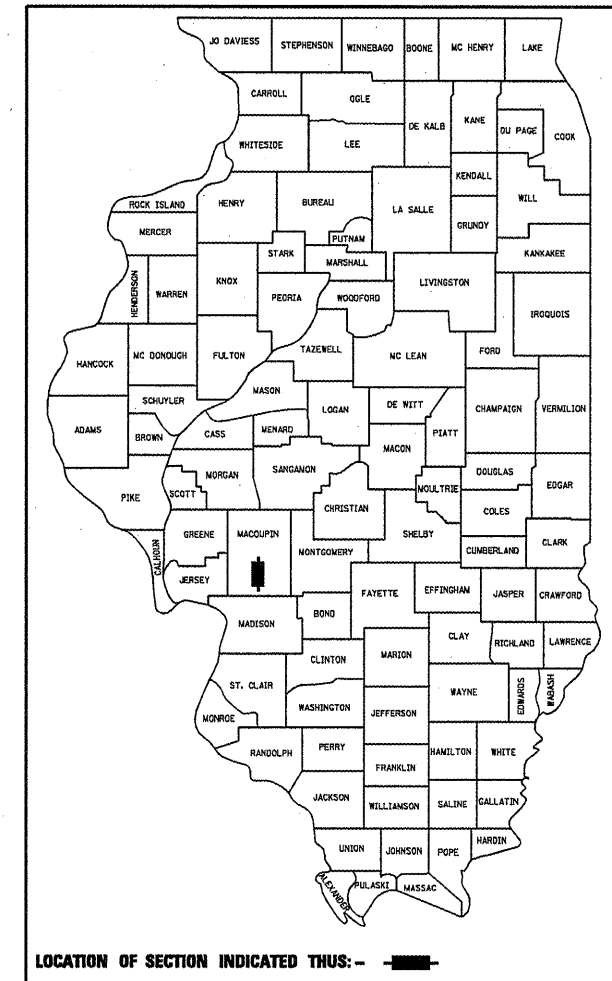 JO DAVIESS
STEPHENSON
WINNEBAGO
BOONE
MC HENRY
LAKE
CARROLL
OGLE
DE KALB
KANE
DU PAGE
COOK
WHITESIDE
LEE
KENDALL
WILL
ROCK ISLAND
HENRY
BUREAU
LA SALLE
GRUNDY
MERCER
PUTNAM
STARK
MARSHALL
KANKAKEE
HENDERSON
WARREN
KNOX
PEORIA
WOODFORD
LIVINGSTON
IROQUOIS
HANCOCK
MC DONOUGH
FULTON
TAZEWELL
MC LEAN
FORD
SCHUYLER
MASON
LOGAN
DE WITT
CHAMPAIGN
VERMILION
ADAMS
BROWN
CASS
MENARD
MACON
PIATT
PIKE
SCOTT
MORGAN
SANGAMON
CHRISTIAN
MOULTRIE
DOUGLAS
EDGAR
COLES
CALHOUN
GREENE
MACOUPIN
MONTGOMERY
SHELBY
CUMBERLAND
CLARK
JERSEY
FAYETTE
EFFINGHAM
JASPER
CRAWFORD
MADISON
BOND
CLAY
RICHLAND
LAWRENCE
CLINTON
MARION
ST. CLAIR
WASHINGTON
WAYNE
EDWARDS
WABASH
MONROE
JEFFERSON
RANDOLPH
PERRY
HAMILTON
WHITE
FRANKLIN
JACKSON
WILLIAMSON
SALINE
GALLATIN
UNION
JOHNSON
POPE
HARDIN
ALEXANDER
PULASKI
MASSAC
LOCATION OF SECTION INDICATED THUS: -